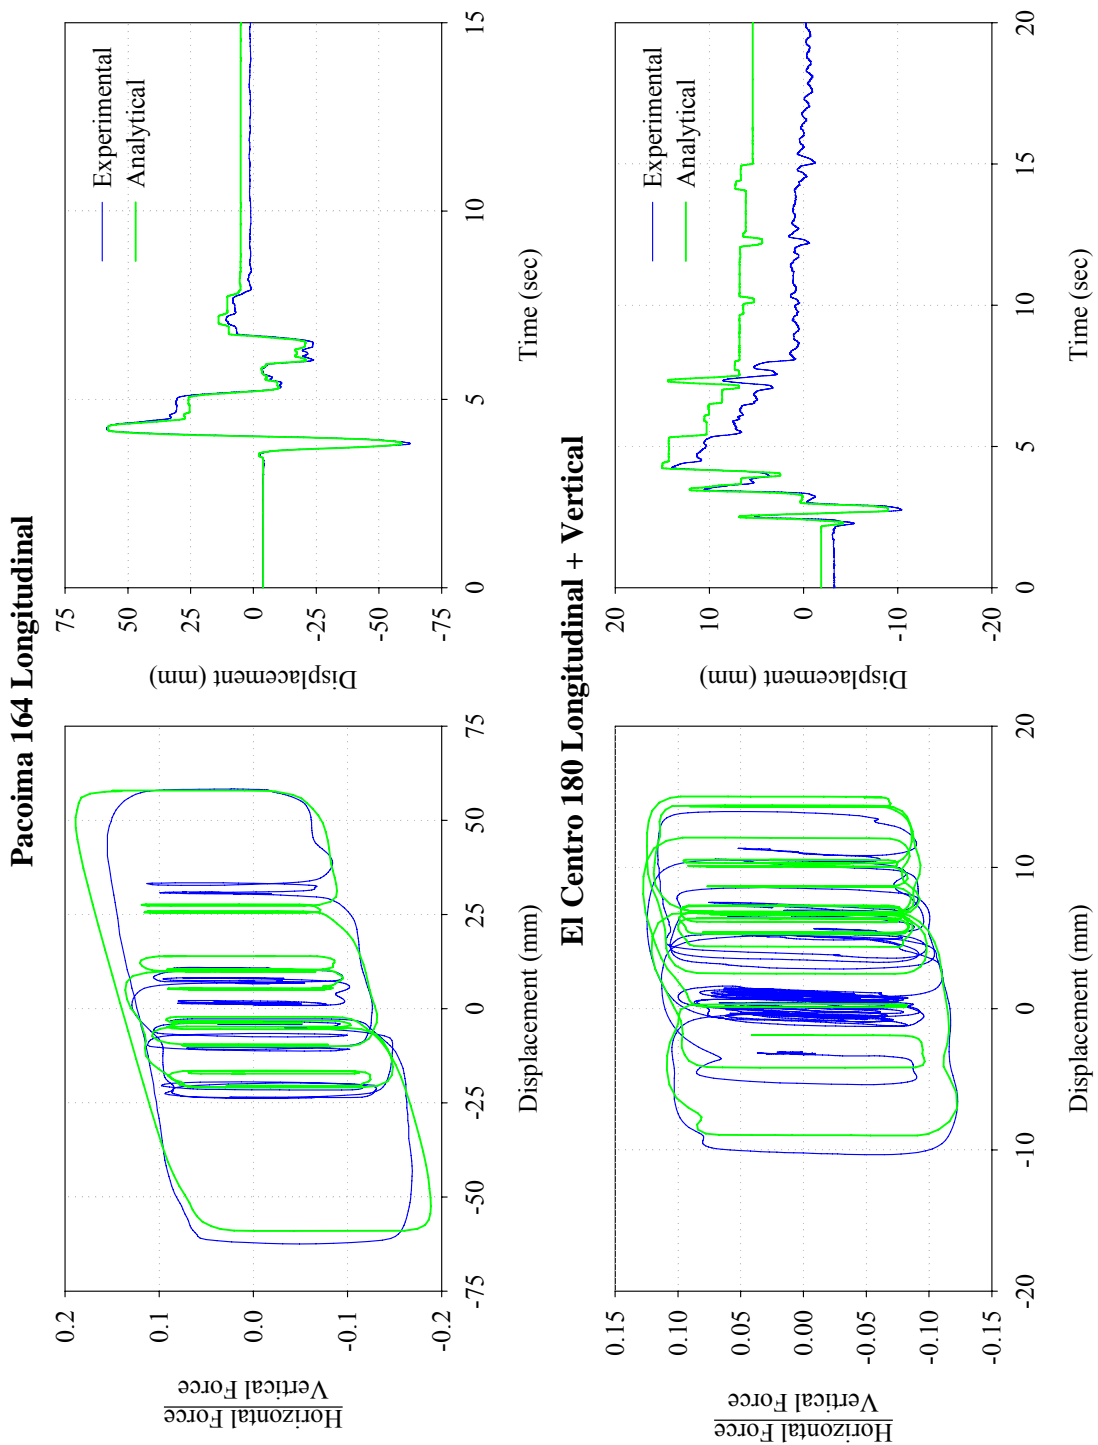 Pacoima 164 Longitudinal
Horizontal Force
Vertical Force
0.2
0.1
0.0
-0.1
-0.2
-75
-50
-25
0
25
50
75
Displacement (mm)
Displacement (mm)
75
50
25
0
-25
-50
-75
0
5
10
15
Time (sec)
Experimental
Analytical
El Centro 180 Longitudinal + Vertical
Horizontal Force
Vertical Force
0.15
0.10
0.05
0.00
-0.05
-0.10
-0.15
-20
-10
0
10
20
Displacement (mm)
Displacement (mm)
20
10
0
-10
-20
0
5
10
15
20
Time (sec)
Experimental
Analytical